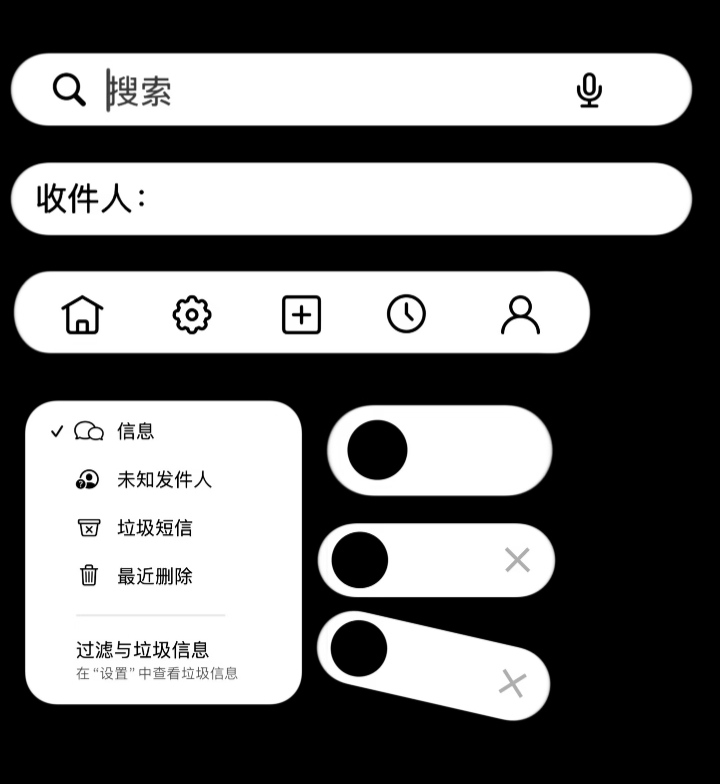 搜索
收件人：
信息
未知发件人
垃圾短信
最近删除
过滤与垃圾信息
在“设置”中查看垃圾信息